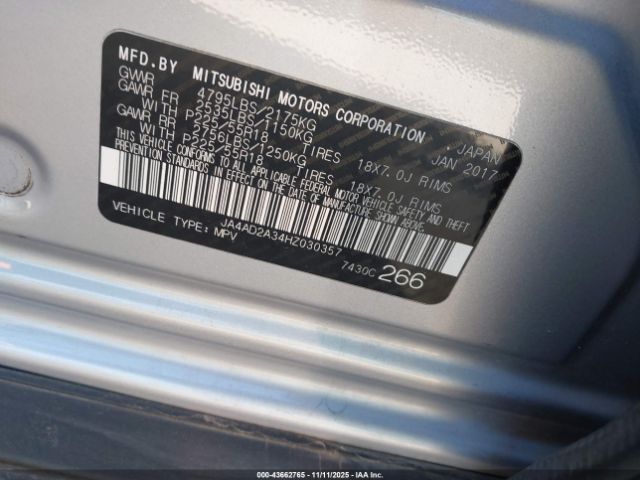 MFD.BY MITSUBISHI MOTORS CORPORATION, JAPAN
GVWR 4795LBS/2175KG JAN 2017
GAWR FR 2535LBS/1150KG
WITH P225/55R18 TIRES 18X7.0J RIMS
GAWR RR 2756LBS/1250KG
WITH P225/55R18 TIRES 18X7.0J RIMS
THIS VEHICLE CONFORMS TO ALL APPLICABLE FEDERAL MOTOR VEHICLE SAFETY AND THEFT
PREVENTION STANDARDS IN EFFECT ON THE DATE OF MANUFACTURE SHOWN ABOVE.
JA4AD2A34HZ030357
VEHICLE TYPE: MPV 7430C 266
000-43662765 - 11/11/2025 - IAAI.COM